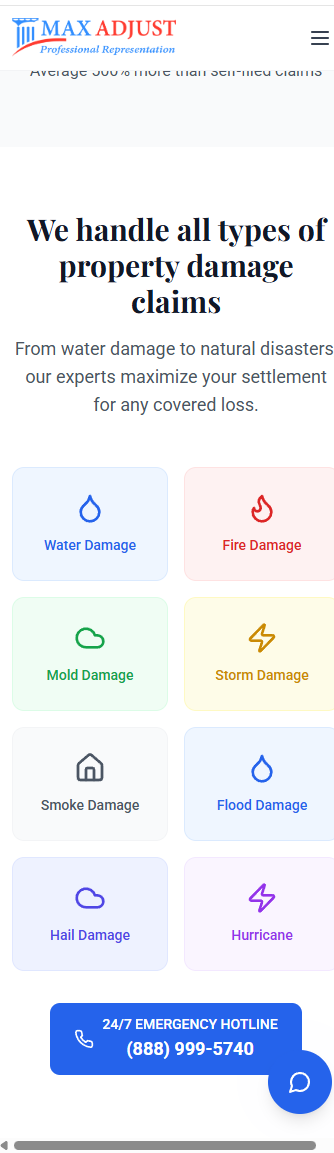 MAX ADJUST
Professional Representation
Average 500% more than self-filed claims
We handle all types of
property damage
claims
From water damage to natural disasters
our experts maximize your settlement
for any covered loss.
Water Damage
Fire Damage
Mold Damage
Storm Damage
Smoke Damage
Flood Damage
Hail Damage
Hurricane
24/7 EMERGENCY HOTLINE
(888) 999-5740